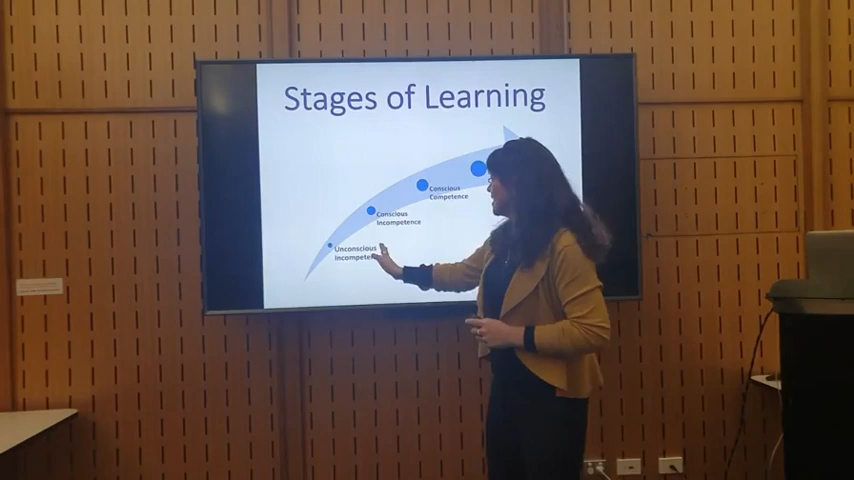 Stages of Learning
Conscious
Competence
Conscious
Incompetence
Unconscious